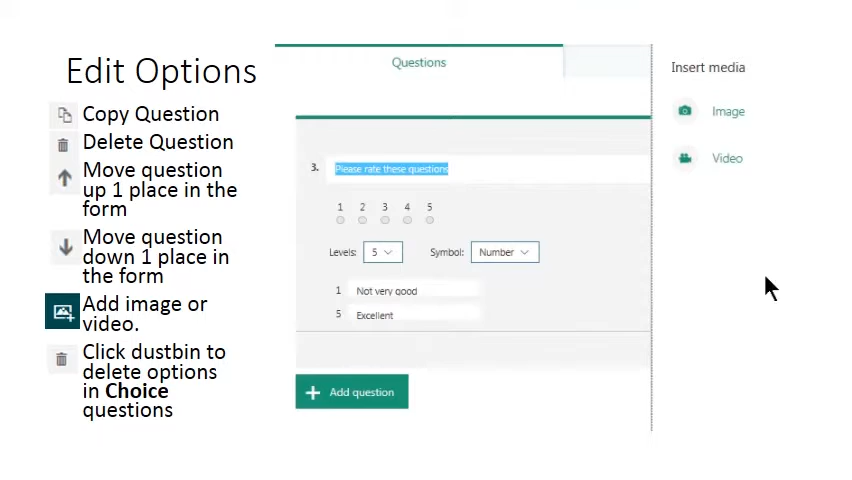 Edit Options
Copy Question
Delete Question
Move question
up 1 place in the
form
Move question
down 1 place in
the form
Add image or
video.
Click dustbin to
delete options
in Choice
questions
Questions
3. Please rate these questions
1 2 3 4 5
Levels: 5 Symbol: Number
1 Not very good
5 Excellent
+ Add question
Insert media
Image
Video